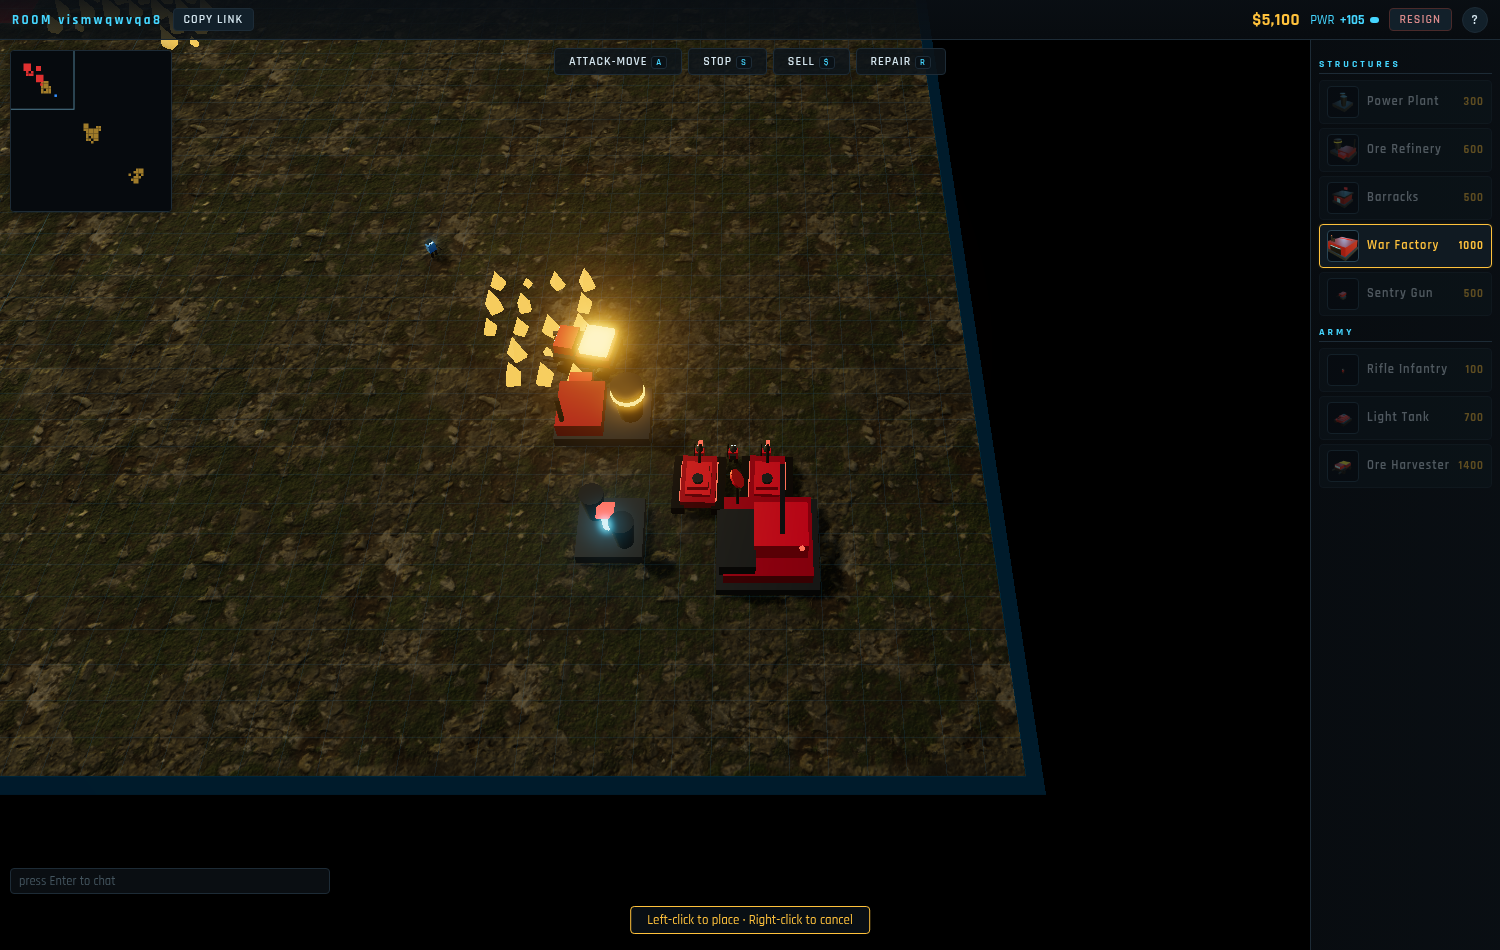 ROOM vismwqwvqa8 COPY LINK $5,100 PWR +105 RESIGN ?
ATTACK-MOVE A STOP S SELL $ REPAIR R
STRUCTURES
Power Plant 300
Ore Refinery 600
Barracks 500
War Factory 1000
Sentry Gun 500
ARMY
Rifle Infantry 100
Light Tank 700
Ore Harvester 1400
press Enter to chat
Left-click to place · Right-click to cancel